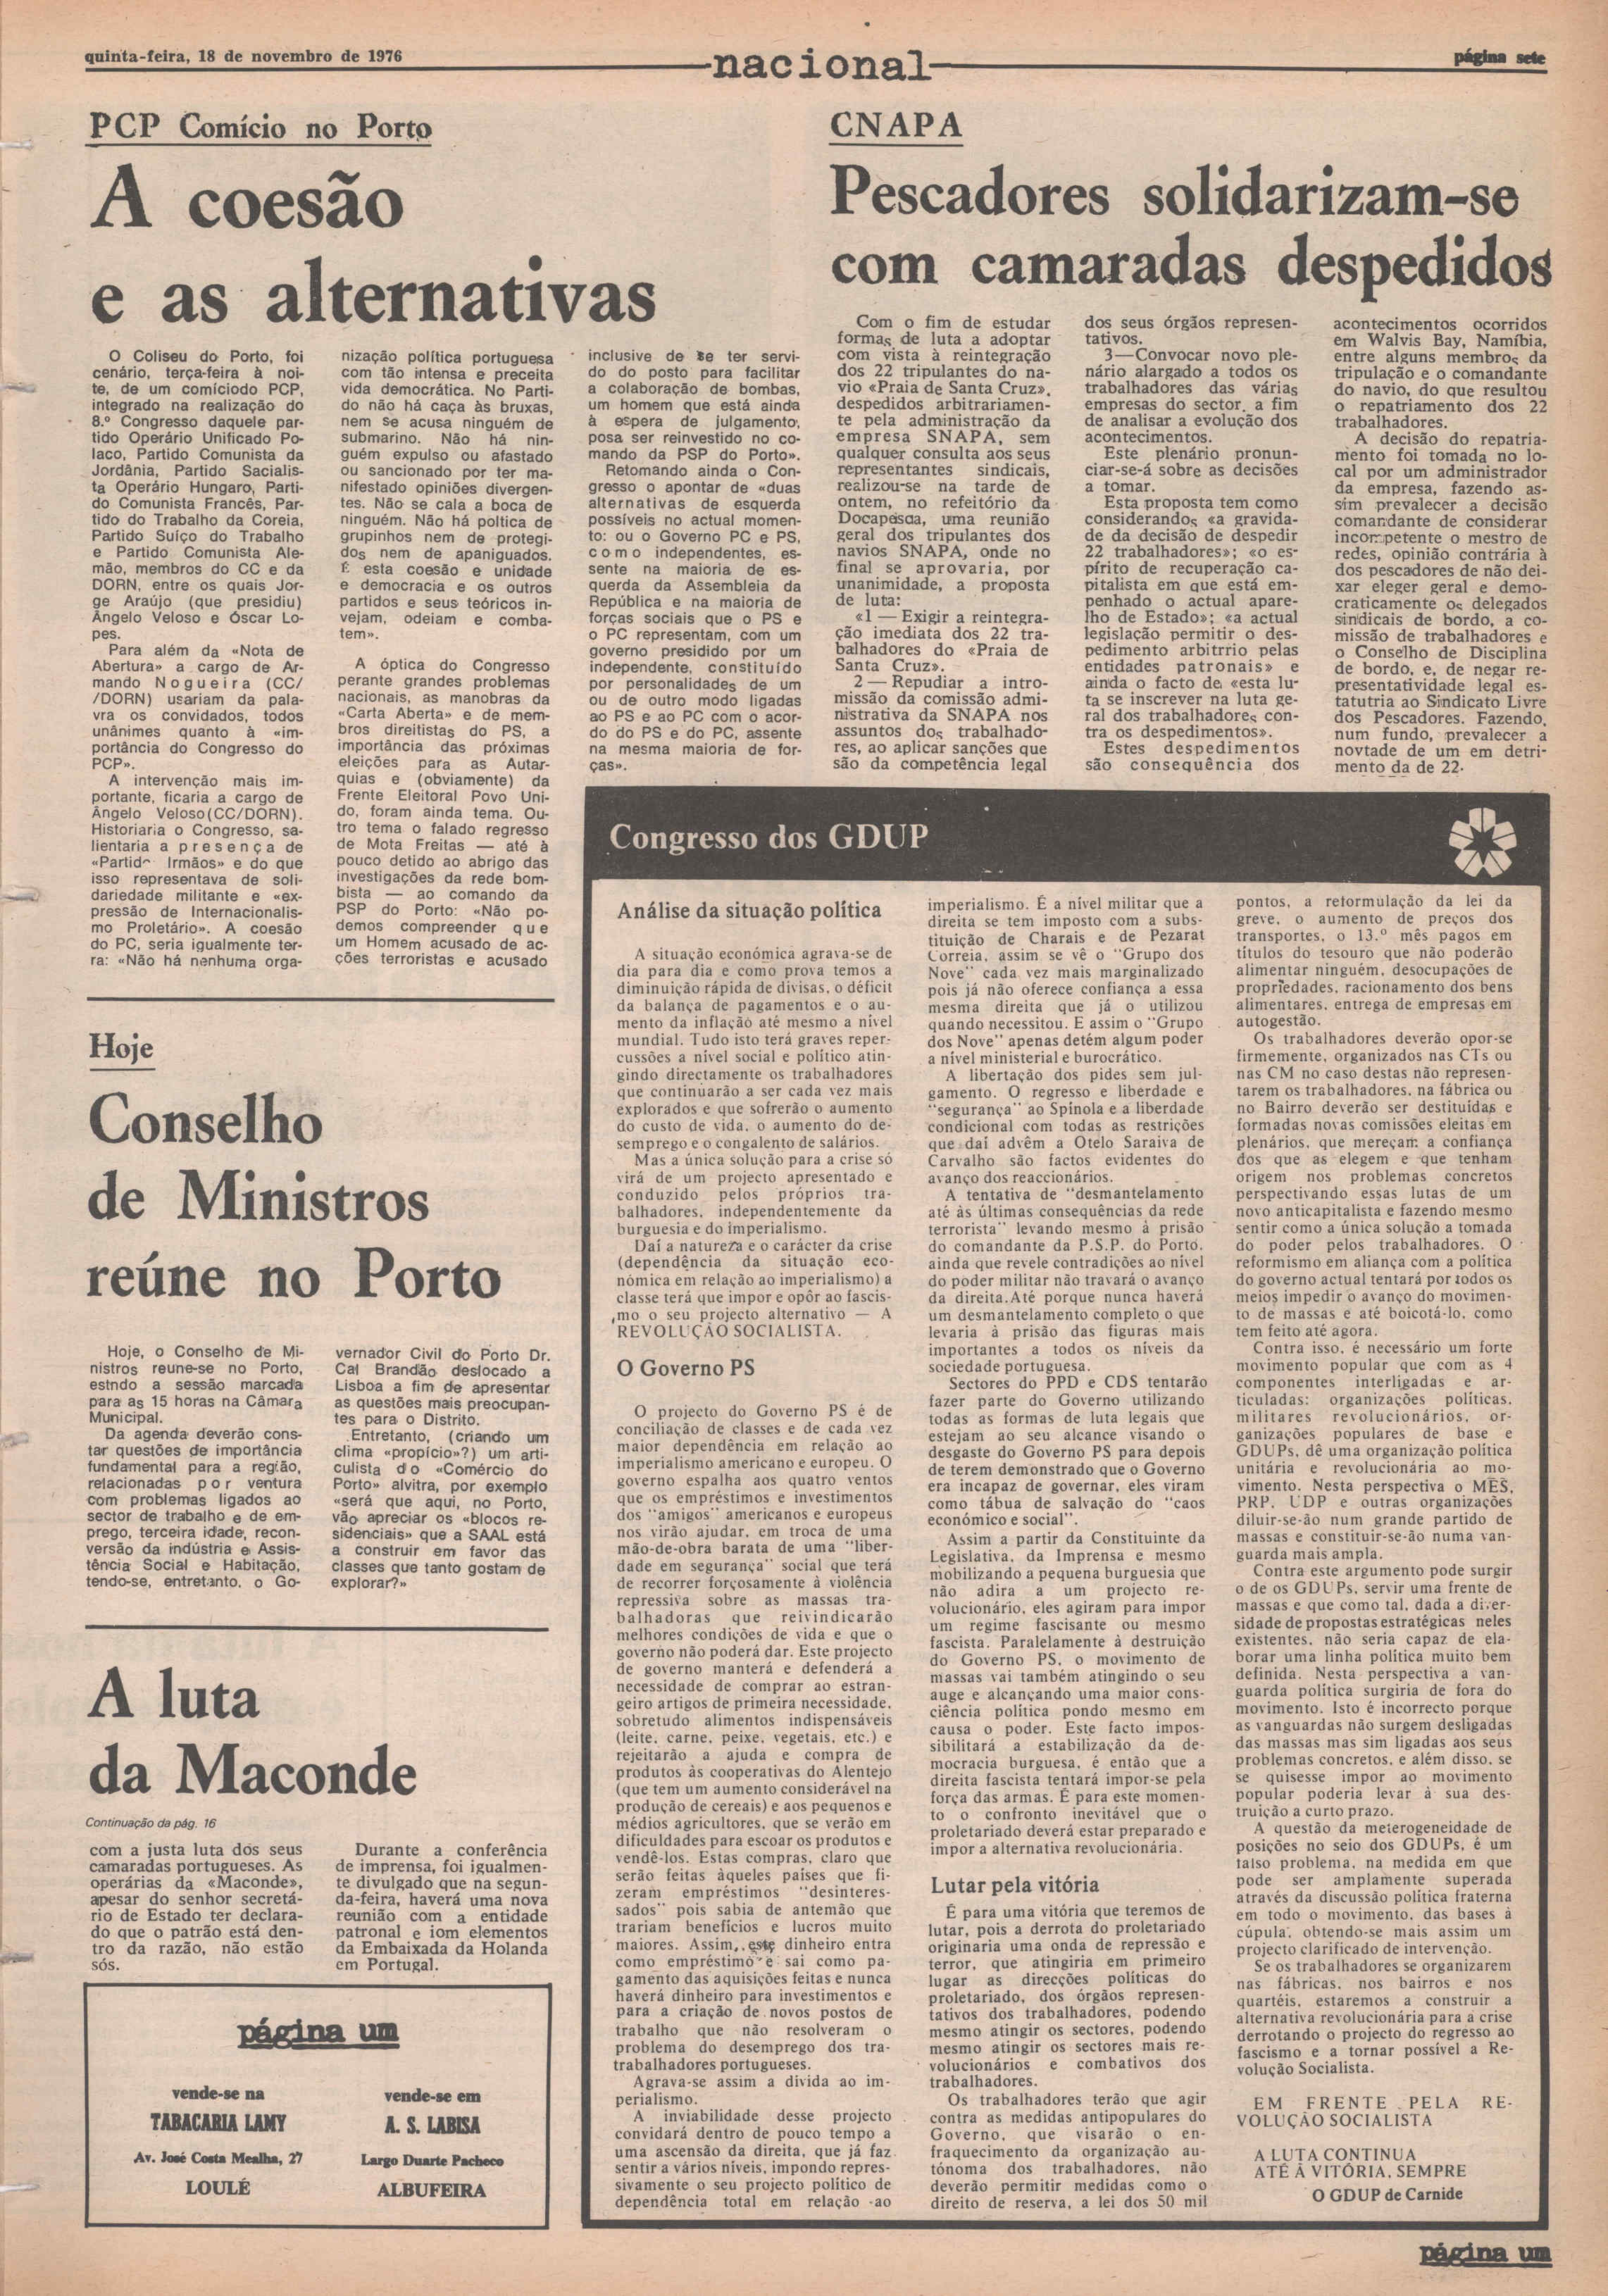 quinta-feira, 18 de novembro de 1976
nacional
página sete
PCP Comício no Porto
A coesão
e as alternativas
O Coliseu do Porto, foi
cenário, terça-feira à noi-
te, de um comíciodo PCP,
integrado na realização do
8.º Congresso daquele par-
tido Operário Unificado Po-
laco, Partido Comunista da
Jordânia, Partido Sacialis-
ta Operário Hungaro, Parti-
do Comunista Francês, Par-
tido do Trabalho da Coreia,
Partido Suíço do Trabalho
e Partido Comunista Ale-
mão, membros do CC e da
DORN, entre os quais Jor-
ge Araújo (que presidiu)
Ângelo Veloso e Óscar Lo-
pes.
Para além da «Nota de
Abertura» a cargo de Ar-
mando Nogueira (CC/
/DORN) usariam da pala-
vra os convidados, todos
unânimes quanto à «im-
portância do Congresso do
PCP».
A intervenção mais im-
portante, ficaria a cargo de
Ângelo Veloso(CC/DORN).
Historiaria o Congresso, sa-
lientaria a presença de
«Partido Irmãos» e do que
isso representava de soli-
dariedade militante e «ex-
pressão de Internacionalis-
mo Proletário». A coesão
do PC, seria igualmente ter-
ra: «Não há nenhuma orga-
nização política portuguesa
com tão intensa e preceita
vida democrática. No Parti-
do não há caça às bruxas,
nem se acusa ninguém de
submarino. Não há nin-
guém expulso ou afastado
ou sancionado por ter ma-
nifestado opiniões divergen-
tes. Não se cala a boca de
ninguém. Não há poltica de
grupinhos nem de protegi-
dos nem de apaniguados.
É esta coesão e unidade
e democracia e os outros
partidos e seus teóricos in-
vejam, odeiam e comba-
tem».
A óptica do Congresso
perante grandes problemas
nacionais, as manobras da
«Carta Aberta» e de mem-
bros direitistas do PS, a
importância das próximas
eleições para as Autar-
quias e (obviamente) da
Frente Eleitoral Povo Uni-
do, foram ainda tema. Ou-
tro tema o falado regresso
de Mota Freitas — até à
pouco detido ao abrigo das
investigações da rede bom-
bista — ao comando da
PSP do Porto: «Não po-
demos compreender que
um Homem acusado de ac-
ções terroristas e acusado
inclusive de se ter servi-
do do posto para facilitar
a colaboração de bombas,
um homem que está ainda
à espera de julgamento,
posa ser reinvestido no co-
mando da PSP do Porto».
Retomando ainda o Con-
gresso o apontar de «duas
alternativas de esquerda
possíveis no actual momen-
to: ou o Governo PC e PS,
como independentes, es-
sente na maioria de es-
querda da Assembleia da
República e na maioria de
forças sociais que o PS e
o PC representam, com um
governo presidido por um
independente, constituído
por personalidades de um
ou de outro modo ligadas
ao PS e ao PC com o acor-
do do PS e do PC, assente
na mesma maioria de for-
ças».
CNAPA
Pescadores solidarizam-se
com camaradas despedidos
Com o fim de estudar
formas de luta a adoptar
com vista à reintegração
dos 22 tripulantes do na-
vio «Praia de Santa Cruz»,
despedidos arbitrariamen-
te pela administração da
empresa SNAPA, sem
qualquer consulta aos seus
representantes sindicais,
realizou-se na tarde de
ontem, no refeitório da
Docapesca, uma reunião
geral dos tripulantes dos
navios SNAPA, onde no
final se aprovaria, por
unanimidade, a proposta
de luta:
«1 — Exigir a reintegra-
ção imediata dos 22 tra-
balhadores do «Praia de
Santa Cruz».
2 — Repudiar a intro-
missão da comissão admi-
nistrativa da SNAPA nos
assuntos dos trabalhado-
res, ao aplicar sanções que
são da competência legal
dos seus órgãos represen-
tativos.
3—Convocar novo ple-
nário alargado a todos os
trabalhadores das várias
empresas do sector, a fim
de analisar a evolução dos
acontecimentos.
Este plenário pronun-
ciar-se-á sobre as decisões
a tomar.
Esta proposta tem como
considerandos «a gravida-
de da decisão de despedir
22 trabalhadores»; «o es-
pírito de recuperação ca-
pitalista em que está em-
penhado o actual apare-
lho de Estado»; «a actual
legislação permitir o des-
pedimento arbitrrio pelas
entidades patronais» e
ainda o facto de «esta lu-
ta se inscrever na luta ge-
ral dos trabalhadores con-
tra os despedimentos».
Estes despedimentos
são consequência dos
acontecimentos ocorridos
em Walvis Bay, Namíbia,
entre alguns membros da
tripulação e o comandante
do navio, do que resultou
o repatriamento dos 22
trabalhadores.
A decisão do repatria-
mento foi tomada no lo-
cal por um administrador
da empresa, fazendo as-
sim prevalecer a decisão
comandante de considerar
incompetente o mestre de
redes, opinião contrária à
dos pescadores de não dei-
xar eleger geral e demo-
craticamente os delegados
sindicais de bordo, a co-
missão de trabalhadores e
o Conselho de Disciplina
de bordo, e, de negar re-
presentatividade legal es-
tatutria ao Sindicato Livre
dos Pescadores. Fazendo,
num fundo, prevalecer a
novtade de um em detri-
mento da de 22.
Hoje
Conselho
de Ministros
reúne no Porto
Hoje, o Conselho de Mi-
nistros reune-se no Porto,
estndo a sessão marcada
para as 15 horas na Câmara
Municipal.
Da agenda deverão cons-
tar questões de importância
fundamental para a região,
relacionadas por ventura
com problemas ligados ao
sector de trabalho e de em-
prego, terceira idade, recon-
versão da indústria e Assis-
tência Social e Habitação,
tendo-se, entretanto, o Go-
vernador Civil do Porto Dr.
Cal Brandão deslocado a
Lisboa a fim de apresentar
as questões mais preocupan-
tes para o Distrito.
Entretanto, (criando um
clima «propício»?) um arti-
culista do «Comércio do
Porto» alvitra, por exemplo
«será que aqui, no Porto,
vão apreciar os «blocos re-
sidenciais» que a SAAL está
a construir em favor das
classes que tanto gostam de
explorar?»
A luta
da Maconde
Continuação da pág. 16
com a justa luta dos seus
camaradas portugueses. As
operárias da «Maconde»,
apesar do senhor secretá-
rio de Estado ter declara-
do que o patrão está den-
tro da razão, não estão
sós.
Durante a conferência
de imprensa, foi igualmen-
te divulgado que na segun-
da-feira, haverá uma nova
reunião com a entidade
patronal e iom elementos
da Embaixada da Holanda
em Portugal.
página um
vende-se na
TABACARIA LAMY
Av. José Costa Mealha, 27
LOULÉ
vende-se em
A. S. LABISA
Largo Duarte Pacheco
ALBUFEIRA
Congresso dos GDUP
Análise da situação política
A situação económica agrava-se de
dia para dia e como prova temos a
diminuição rápida de divisas, o déficit
da balança de pagamentos e o au-
mento da inflação até mesmo a nível
mundial. Tudo isto terá graves reper-
cussões a nível social e político atin-
gindo directamente os trabalhadores
que continuarão a ser cada vez mais
explorados e que sofrerão o aumento
do custo de vida, o aumento do de-
semprego e o congalento de salários.
Mas a única solução para a crise só
virá de um projecto apresentado e
conduzido pelos próprios tra-
balhadores, independentemente da
burguesia e do imperialismo.
Daí a natureza e o carácter da crise
(dependência da situação eco-
nómica em relação ao imperialismo) a
classe terá que impor e opôr ao fascis-
mo o seu projecto alternativo — A
REVOLUÇÃO SOCIALISTA.
O Governo PS
O projecto do Governo PS é de
conciliação de classes e de cada vez
maior dependência em relação ao
imperialismo americano e europeu. O
governo espalha aos quatro ventos
que os empréstimos e investimentos
dos "amigos" americanos e europeus
nos virão ajudar, em troca de uma
mão-de-obra barata de uma "liber-
dade em segurança" social que terá
de recorrer forçosamente à violência
repressiva sobre as massas tra-
balhadoras que reivindicarão
melhores condições de vida e que o
governo não poderá dar. Este projecto
de governo manterá e defenderá a
necessidade de comprar ao estran-
geiro artigos de primeira necessidade,
sobretudo alimentos indispensáveis
(leite, carne, peixe, vegetais, etc.) e
rejeitarão a ajuda e compra de
produtos às cooperativas do Alentejo
(que tem um aumento considerável na
produção de cereais) e aos pequenos e
médios agricultores, que se verão em
dificuldades para escoar os produtos e
vendê-los. Estas compras, claro que
serão feitas àqueles países que fi-
zeram empréstimos "desinteres-
sados" pois sabia de antemão que
trariam benefícios e lucros muito
maiores. Assim, este dinheiro entra
como empréstimo e sai como pa-
gamento das aquisições feitas e nunca
haverá dinheiro para investimentos e
para a criação de novos postos de
trabalho que não resolveram o
problema do desemprego dos tra-
trabalhadores portugueses.
Agrava-se assim a dívida ao im-
perialismo.
A inviabilidade desse projecto
convidará dentro de pouco tempo a
uma ascensão da direita, que já faz
sentir a vários níveis, impondo repres-
sivamente o seu projecto político de
dependência total em relação ao
imperialismo. É a nível militar que a
direita se tem imposto com a subs-
tituição de Charais e de Pezarat
Correia, assim se vê o "Grupo dos
Nove" cada vez mais marginalizado
pois já não oferece confiança a essa
mesma direita que já o utilizou
quando necessitou. E assim o "Grupo
dos Nove" apenas detém algum poder
a nível ministerial e burocrático.
A libertação dos pides sem jul-
gamento. O regresso e liberdade e
"segurança" ao Spínola e a liberdade
condicional com todas as restrições
que daí advêm a Otelo Saraiva de
Carvalho são factos evidentes do
avanço dos reaccionários.
A tentativa de "desmantelamento
até às últimas consequências da rede
terrorista" levando mesmo à prisão
do comandante da P.S.P. do Porto,
ainda que revele contradições ao nível
do poder militar não travará o avanço
da direita.Até porque nunca haverá
um desmantelamento completo o que
levaria à prisão das figuras mais
importantes a todos os níveis da
sociedade portuguesa.
Sectores do PPD e CDS tentarão
fazer parte do Governo utilizando
todas as formas de luta legais que
estejam ao seu alcance visando o
desgaste do Governo PS para depois
de terem demonstrado que o Governo
era incapaz de governar, eles viram
como tábua de salvação do "caos
económico e social".
Assim a partir da Constituinte da
Legislativa, da Imprensa e mesmo
mobilizando a pequena burguesia que
não adira a um projecto re-
volucionário, eles agiram para impor
um regime fascisante ou mesmo
fascista. Paralelamente à destruição
do Governo PS, o movimento de
massas vai também atingindo o seu
auge e alcançando uma maior cons-
ciência política pondo mesmo em
causa o poder. Este facto impos-
sibilitará a estabilização da de-
mocracia burguesa, é então que a
direita fascista tentará impor-se pela
força das armas. É para este momen-
to o confronto inevitável que o
proletariado deverá estar preparado e
impor a alternativa revolucionária.
Lutar pela vitória
É para uma vitória que teremos de
lutar, pois a derrota do proletariado
originaria uma onda de repressão e
terror, que atingiria em primeiro
lugar as direcções políticas do
proletariado, dos órgãos represen-
tativos dos trabalhadores, podendo
mesmo atingir os sectores, podendo
mesmo atingir os sectores mais re-
volucionários e combativos dos
trabalhadores.
Os trabalhadores terão que agir
contra as medidas antipopulares do
Governo, que visarão o en-
fraquecimento da organização au-
tónoma dos trabalhadores, não
deverão permitir medidas como o
direito de reserva, a lei dos 50 mil
pontos, a retormulação da lei da
greve, o aumento de preços dos
transportes, o 13.º mês pagos em
títulos do tesouro que não poderão
alimentar ninguém, desocupações de
propriedades, racionamento dos bens
alimentares, entrega de empresas em
autogestão.
Os trabalhadores deverão opor-se
firmemente, organizados nas CTs ou
nas CM no caso destas não represen-
tarem os trabalhadores, na fábrica ou
no Bairro deverão ser destituídas e
formadas novas comissões eleitas em
plenários, que mereçam a confiança
dos que as elegem e que tenham
origem nos problemas concretos
perspectivando essas lutas de um
novo anticapitalista e fazendo mesmo
sentir como a única solução a tomada
do poder pelos trabalhadores. O
reformismo em aliança com a política
do governo actual tentará por todos os
meios impedir o avanço do movimen-
to de massas e até boicotá-lo, como
tem feito até agora.
Contra isso, é necessário um forte
movimento popular que com as 4
componentes interligadas e ar-
ticuladas: organizações políticas,
militares revolucionários, or-
ganizações populares de base e
GDUPs, dê uma organização política
unitária e revolucionária ao mo-
vimento. Nesta perspectiva o MES,
PRP, UDP e outras organizações
diluir-se-ão num grande partido de
massas e constituir-se-ão numa van-
guarda mais ampla.
Contra este argumento pode surgir
o de os GDUPs, servir uma frente de
massas e que como tal, dada a diver-
sidade de propostas estratégicas neles
existentes, não seria capaz de ela-
borar uma linha política muito bem
definida. Nesta perspectiva a van-
guarda política surgiria de fora do
movimento. Isto é incorrecto porque
as vanguardas não surgem desligadas
das massas mas sim ligadas aos seus
problemas concretos, e além disso, se
se quisesse impor ao movimento
popular poderia levar à sua des-
truição a curto prazo.
A questão da meterogeneidade de
posições no seio dos GDUPs, é um
falso problema, na medida em que
pode ser amplamente superada
através da discussão política fraterna
em todo o movimento, das bases à
cúpula, obtendo-se mais assim um
projecto clarificado de intervenção.
Se os trabalhadores se organizarem
nas fábricas, nos bairros e nos
quartéis, estaremos a construir a
alternativa revolucionária para a crise
derrotando o projecto do regresso ao
fascismo e a tornar possível a Re-
volução Socialista.
EM FRENTE PELA RE-
VOLUÇÃO SOCIALISTA
A LUTA CONTINUA
ATÉ À VITÓRIA, SEMPRE
O GDUP de Carnide
página um